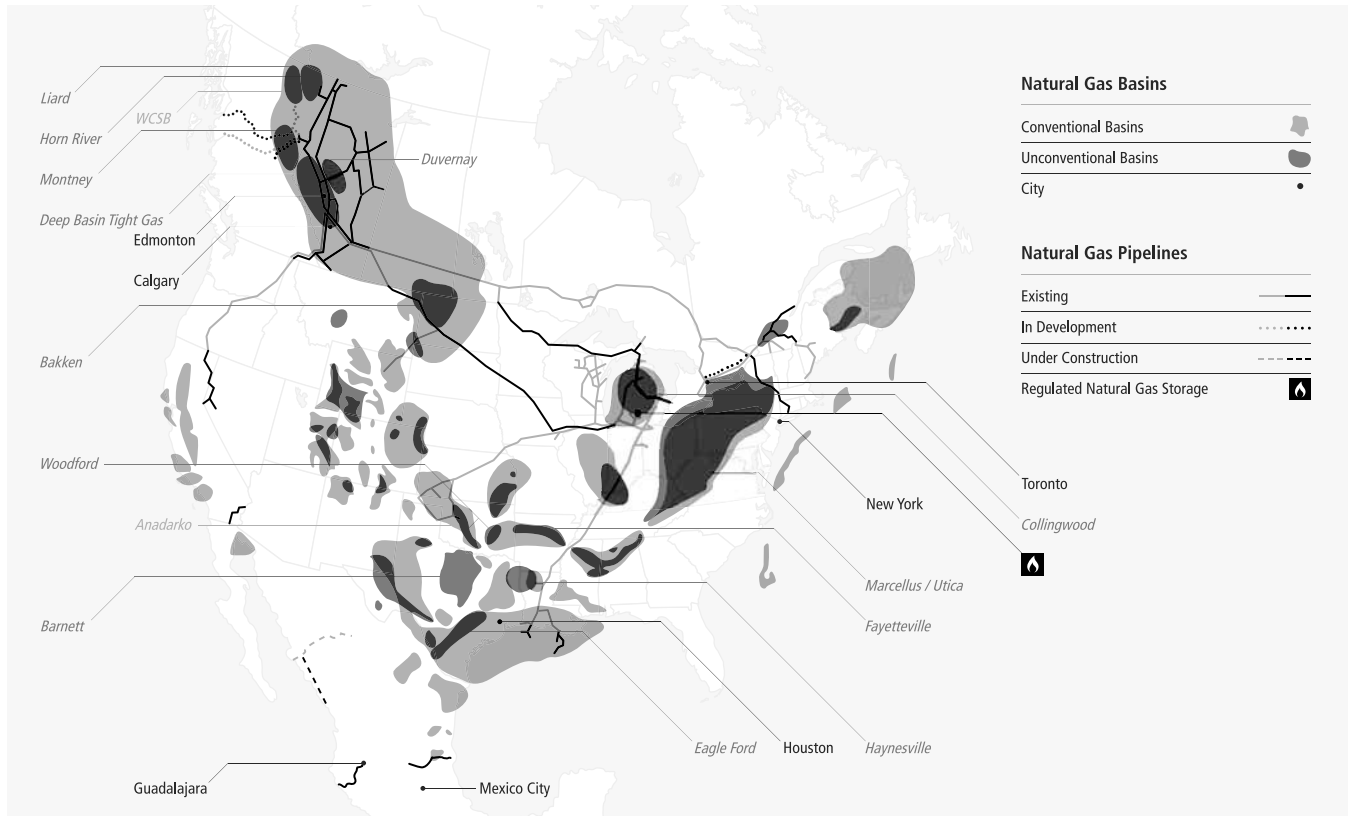 Liard
WCSB
Horn River
Montney
Duvernay
Deep Basin Tight Gas
Edmonton
Calgary
Bakken
Woodford
Anadarko
Barnett
Guadalajara
Mexico City
Eagle Ford
Houston
Haynesville
Fayetteville
Marcellus / Utica
New York
Toronto
Collingwood
Natural Gas Basins
Conventional Basins
Unconventional Basins
City
Natural Gas Pipelines
Existing
In Development
Under Construction
Regulated Natural Gas Storage